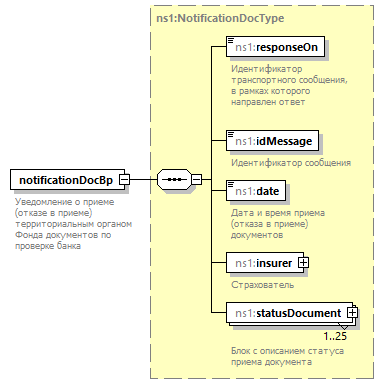 ns1:NotificationDocType
ns1:responseOn
Идентификатор
транспортного сообщения,
в рамках которого
направлен ответ
ns1:idMessage
Идентификатор сообщения
notificationDocBp
Уведомление о приеме
(отказе в приеме)
территориальным органом
Фонда документов по
проверке банка
ns1:date
Дата и время приема
(отказа в приеме)
документов
ns1:insurer
Страхователь
ns1:statusDocument
1..25
Блок с описанием статуса
приема документа